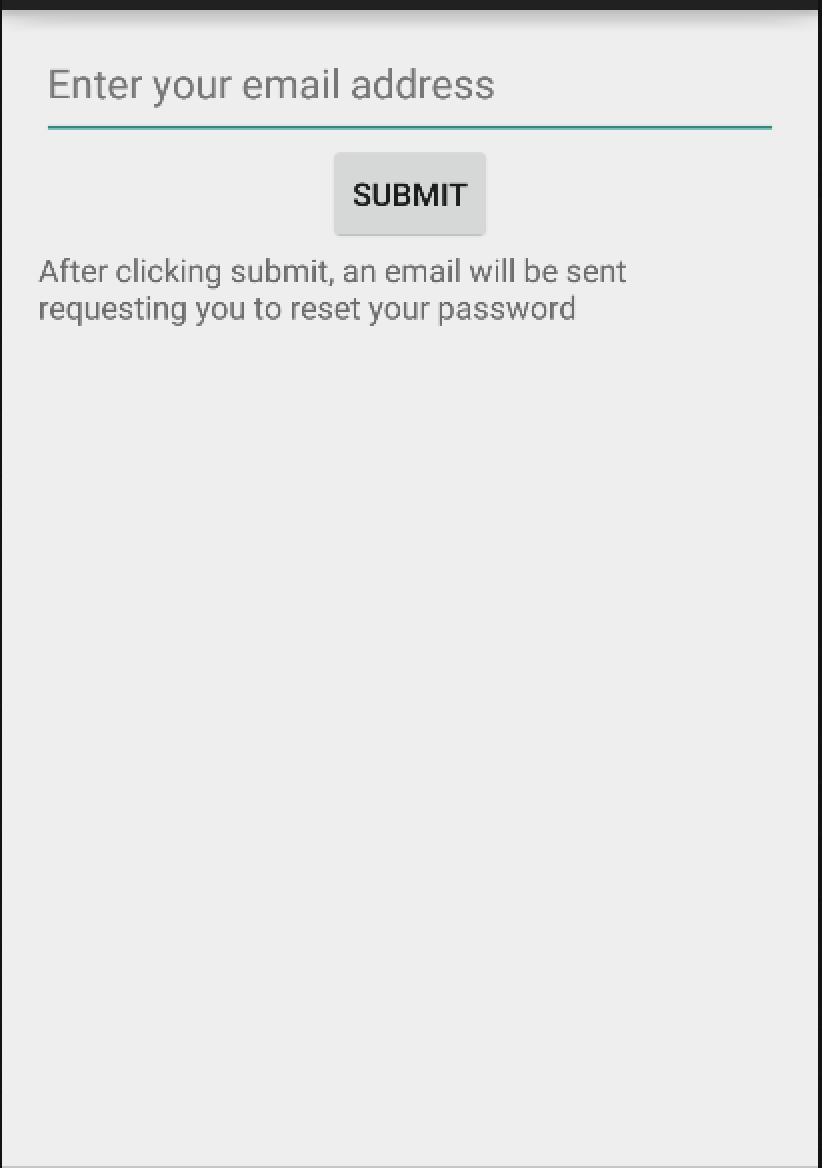 Enter your email address
SUBMIT
After clicking submit, an email will be sent
requesting you to reset your password